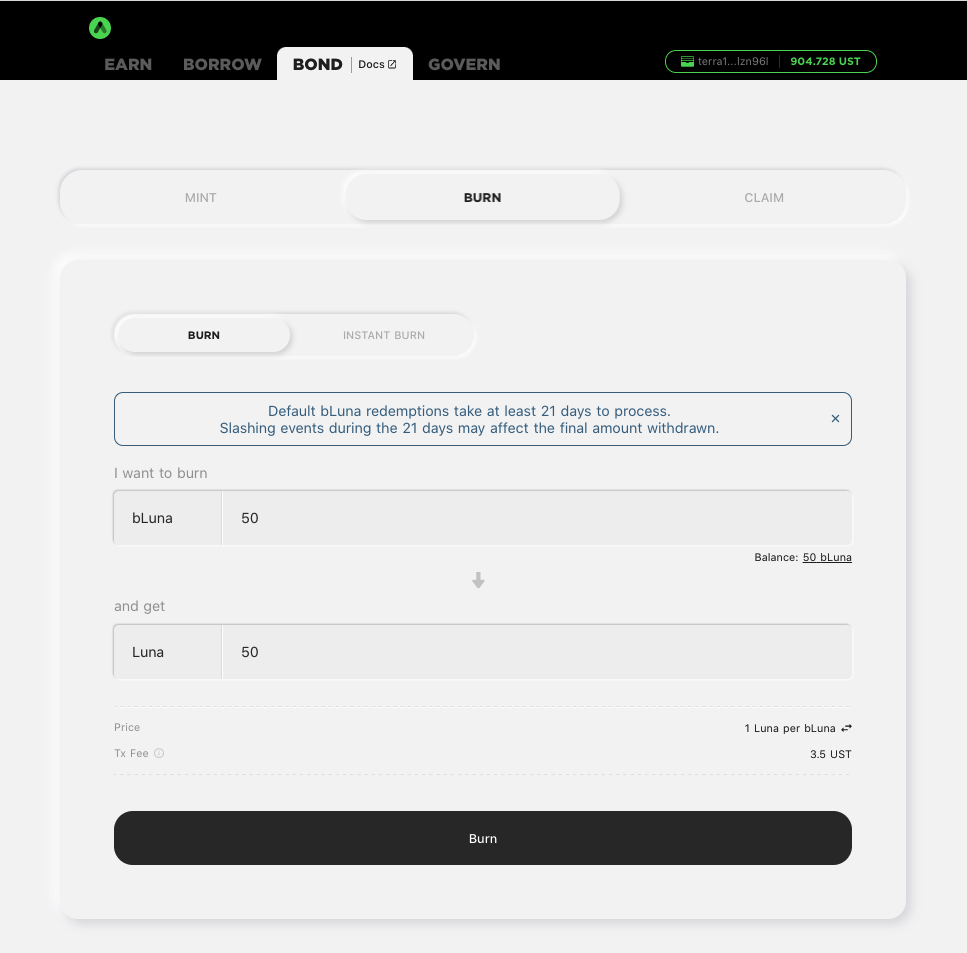 EARN BORROW BOND Docs GOVERN terra1...lzn96l 904.728 UST
MINT BURN CLAIM
BURN INSTANT BURN
Default bLuna redemptions take at least 21 days to process.
Slashing events during the 21 days may affect the final amount withdrawn.
I want to burn
bLuna 50
Balance: 50 bLuna
and get
Luna 50
Price 1 Luna per bLuna
Tx Fee 3.5 UST
Burn